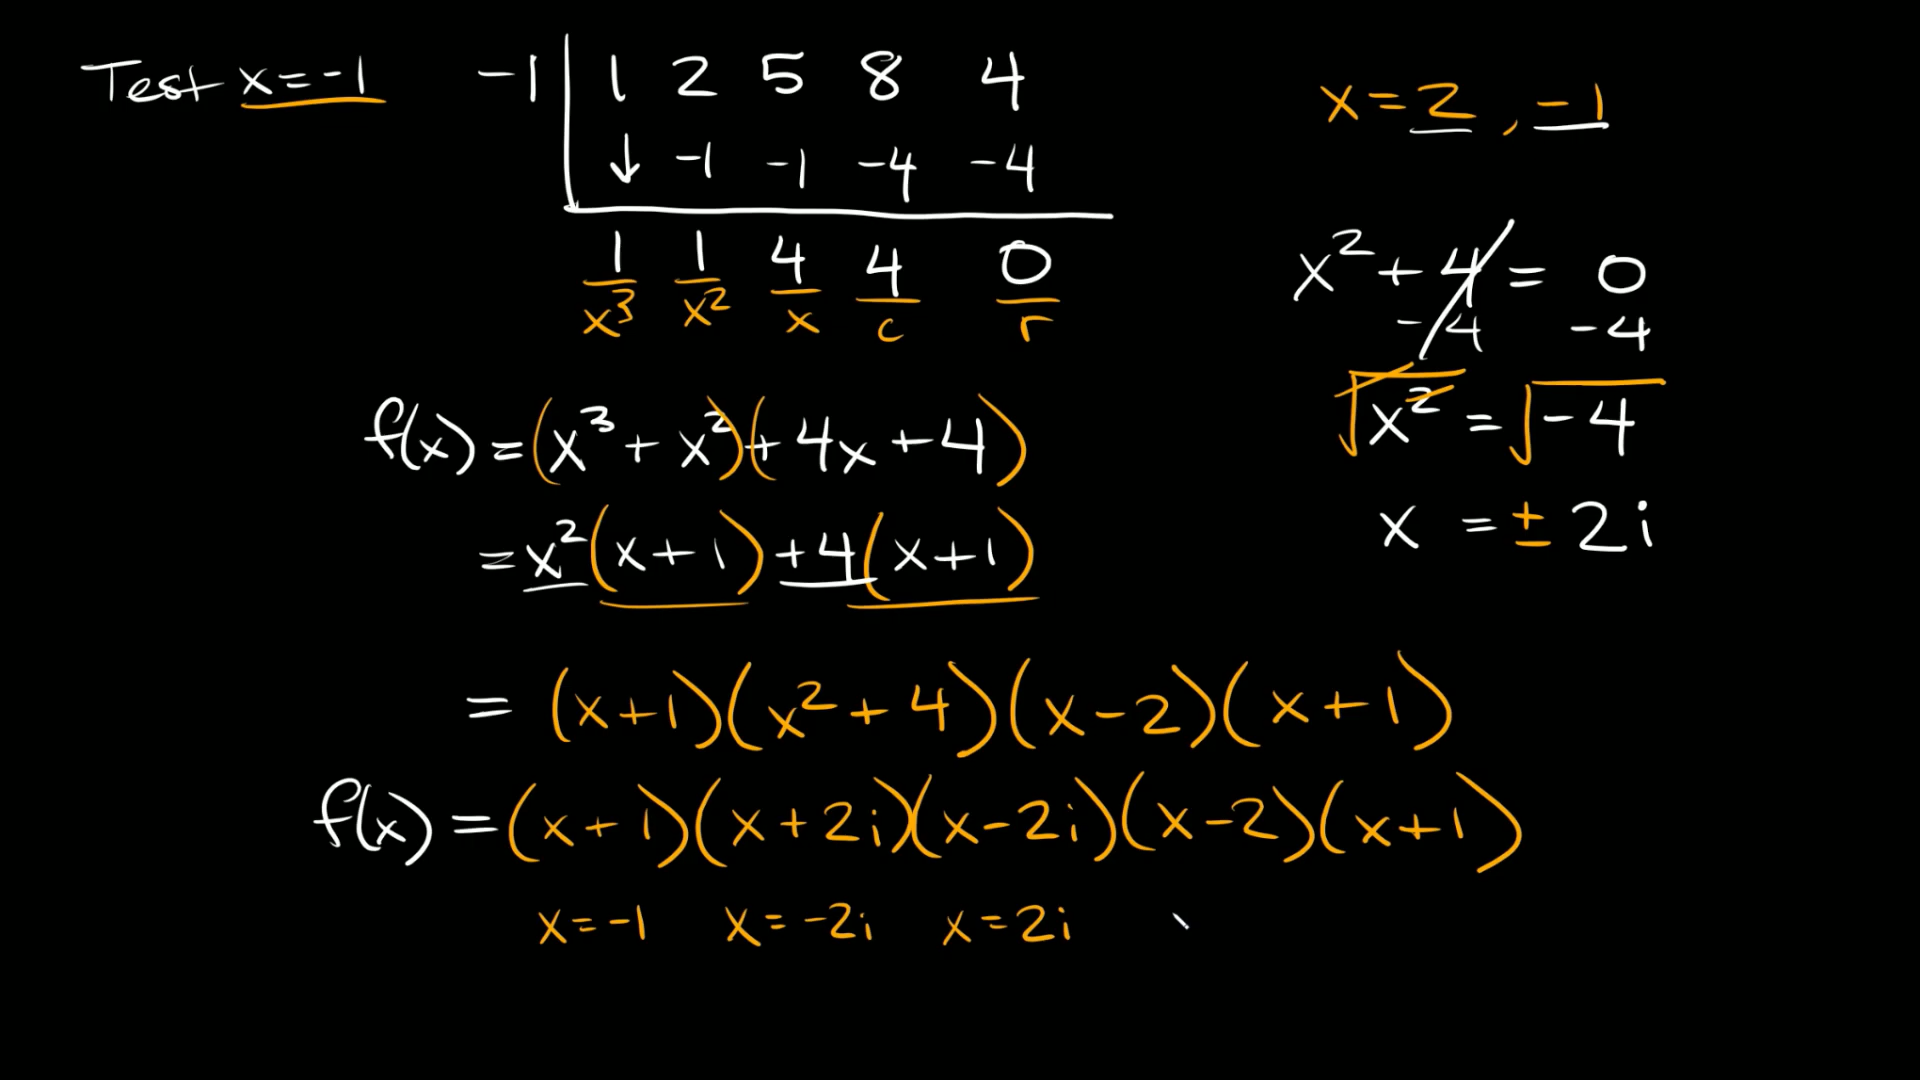 Test x = -1
-1 | 1 2 5 8 4
↓ -1 -1 -4 -4
1 1 4 4 0
x³ x² x c r
x = 2, -1
x² + 4 = 0
-4 -4
√x² = √-4
x = ± 2i
f(x) = (x³ + x²)(+ 4x + 4)
= x²(x + 1) + 4(x + 1)
= (x+1)(x² + 4)(x - 2)(x + 1)
f(x) = (x + 1)(x + 2i)(x - 2i)(x - 2)(x + 1)
x = -1 x = -2i x = 2i